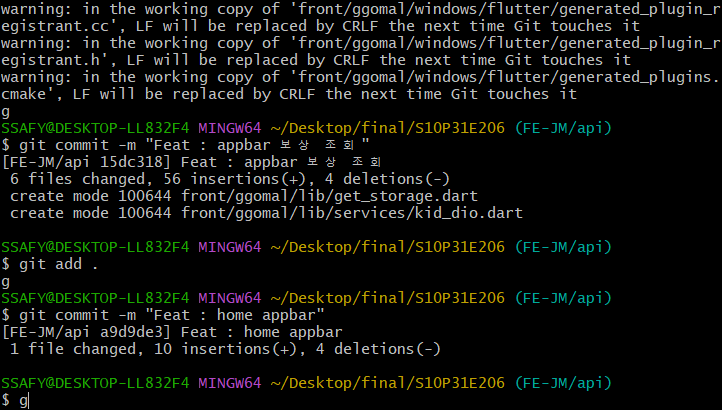 warning: in the working copy of 'front/ggomal/windows/flutter/generated_plugin_r
egistrant.cc', LF will be replaced by CRLF the next time Git touches it
warning: in the working copy of 'front/ggomal/windows/flutter/generated_plugin_r
egistrant.h', LF will be replaced by CRLF the next time Git touches it
warning: in the working copy of 'front/ggomal/windows/flutter/generated_plugins.
cmake', LF will be replaced by CRLF the next time Git touches it
g
SSAFY@DESKTOP-LL832F4 MINGW64 ~/Desktop/final/S10P31E206 (FE-JM/api)
$ git commit -m "Feat : appbar 보상 조회"
[FE-JM/api 15dc318] Feat : appbar 보상 조회
 6 files changed, 56 insertions(+), 4 deletions(-)
 create mode 100644 front/ggomal/lib/get_storage.dart
 create mode 100644 front/ggomal/lib/services/kid_dio.dart
SSAFY@DESKTOP-LL832F4 MINGW64 ~/Desktop/final/S10P31E206 (FE-JM/api)
$ git add .
g
SSAFY@DESKTOP-LL832F4 MINGW64 ~/Desktop/final/S10P31E206 (FE-JM/api)
$ git commit -m "Feat : home appbar"
[FE-JM/api a9d9de3] Feat : home appbar
 1 file changed, 10 insertions(+), 4 deletions(-)
SSAFY@DESKTOP-LL832F4 MINGW64 ~/Desktop/final/S10P31E206 (FE-JM/api)
$ g